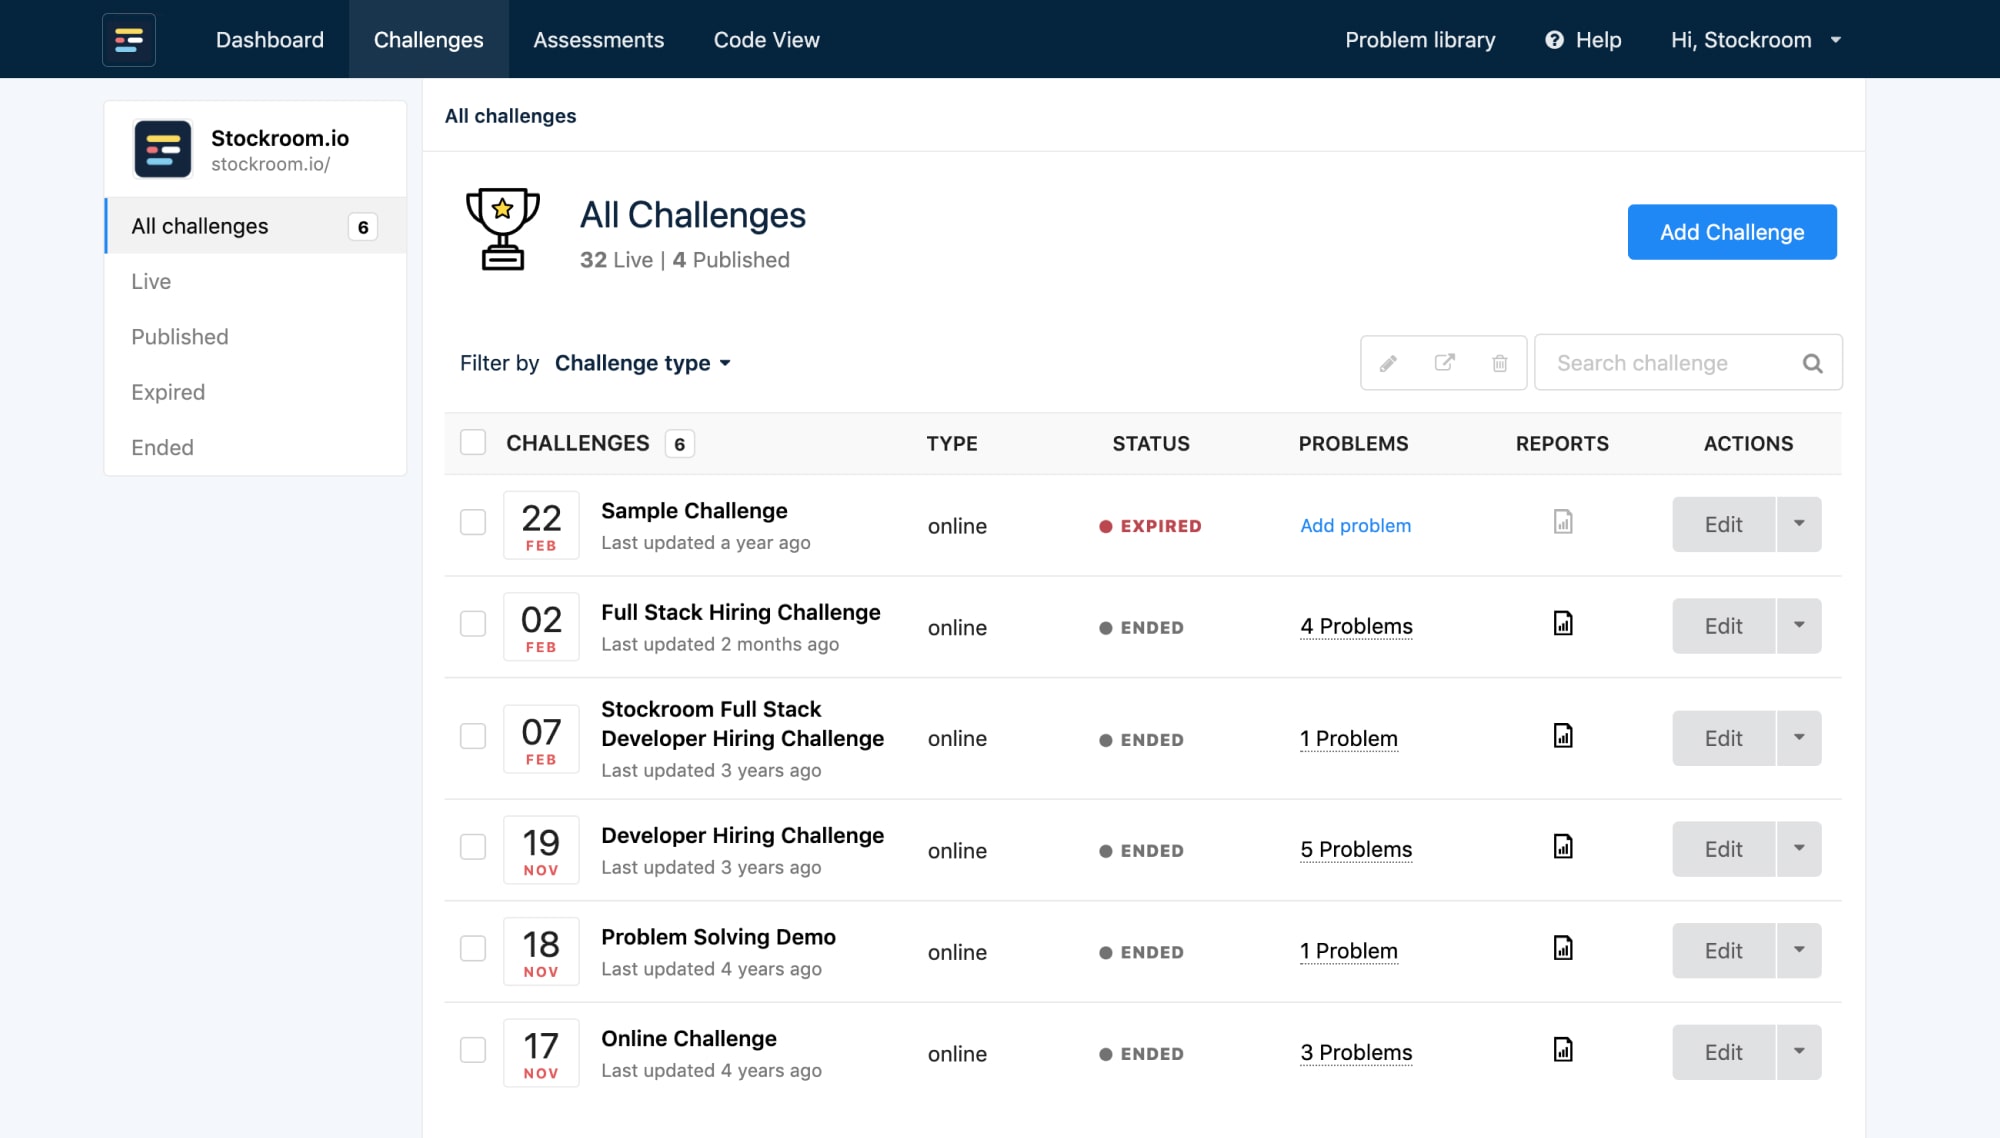 Dashboard Challenges Assessments Code View Problem library Help Hi, Stockroom
Stockroom.io
stockroom.io/
All challenges 6
Live
Published
Expired
Ended
All challenges
All Challenges
32 Live | 4 Published
Add Challenge
Filter by Challenge type
Search challenge
CHALLENGES 6 TYPE STATUS PROBLEMS REPORTS ACTIONS
22 FEB
Sample Challenge
Last updated a year ago
online EXPIRED Add problem Edit
02 FEB
Full Stack Hiring Challenge
Last updated 2 months ago
online ENDED 4 Problems Edit
07 FEB
Stockroom Full Stack
Developer Hiring Challenge
Last updated 3 years ago
online ENDED 1 Problem Edit
19 NOV
Developer Hiring Challenge
Last updated 3 years ago
online ENDED 5 Problems Edit
18 NOV
Problem Solving Demo
Last updated 4 years ago
online ENDED 1 Problem Edit
17 NOV
Online Challenge
Last updated 4 years ago
online ENDED 3 Problems Edit